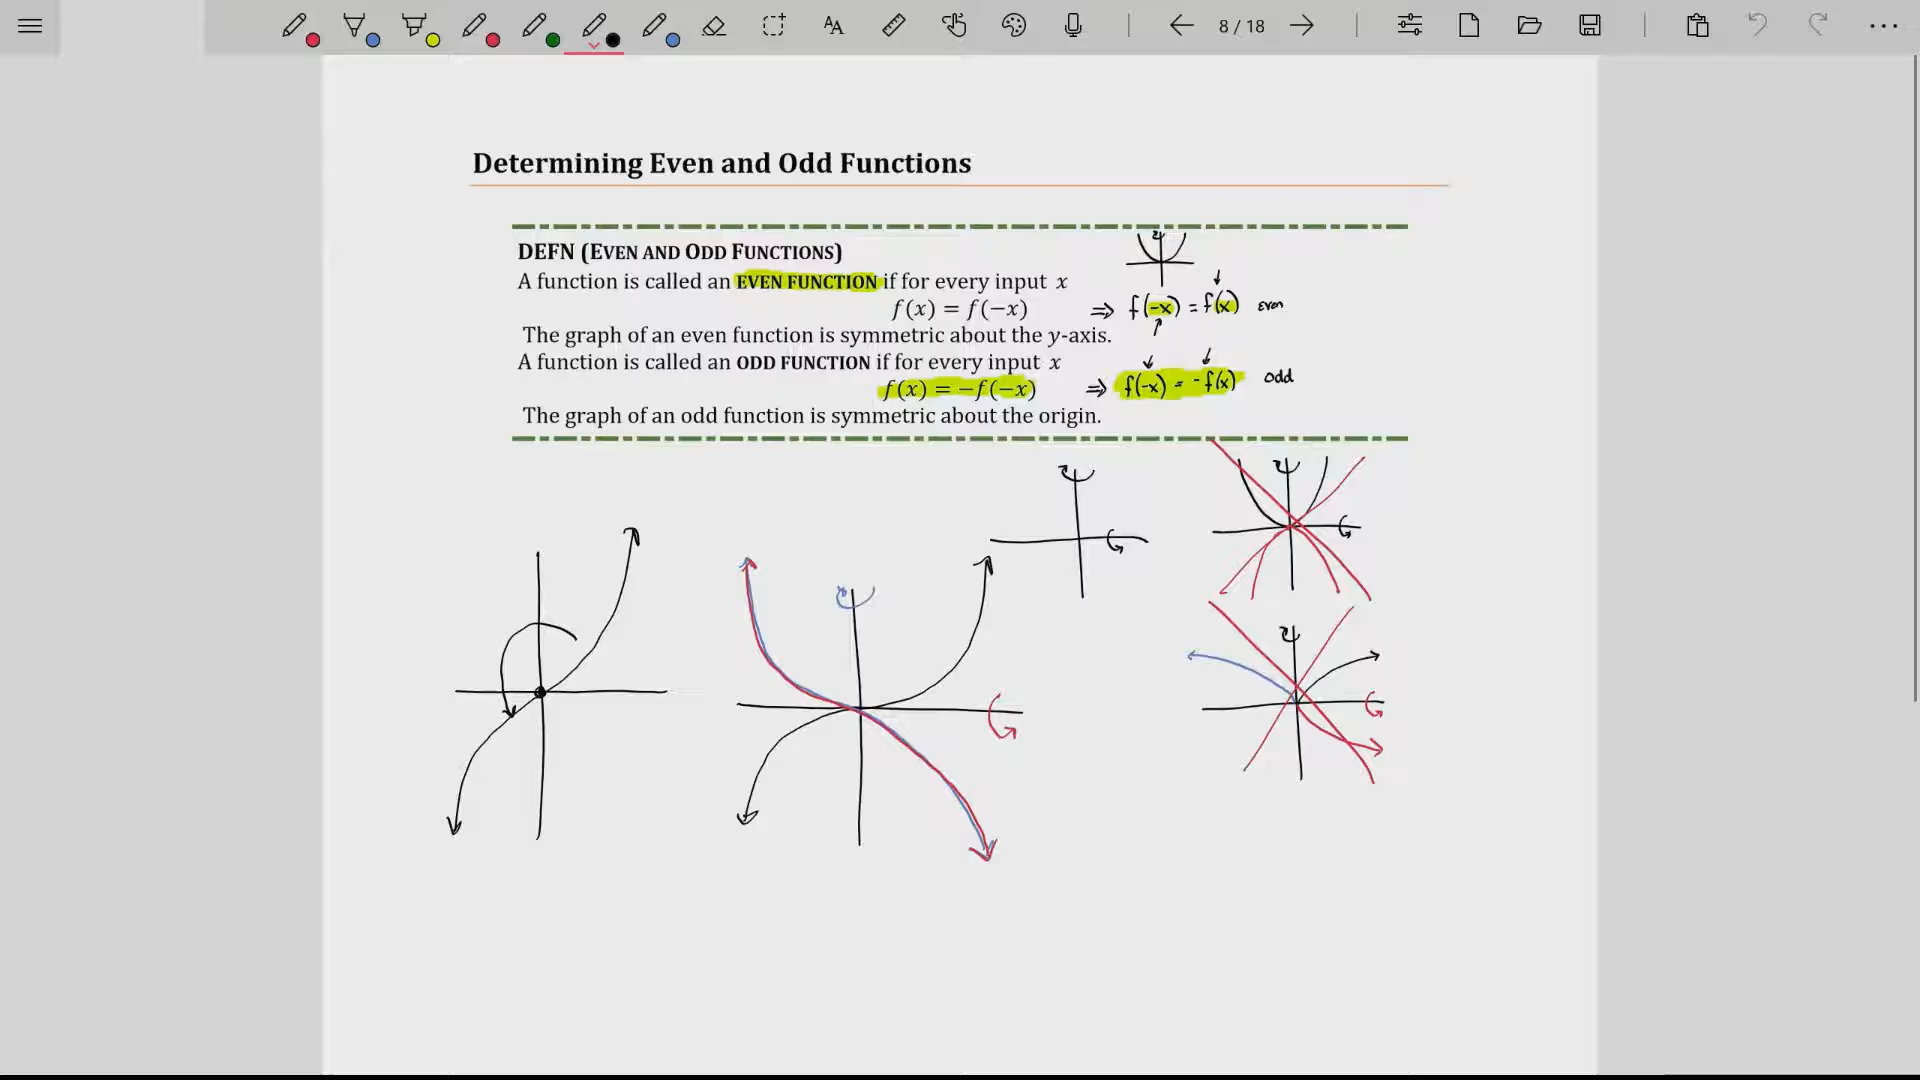 8 / 18
Determining Even and Odd Functions
DEFN (EVEN AND ODD FUNCTIONS)
A function is called an EVEN FUNCTION if for every input x
f(x) = f(−x) ⇒ f(-x) = f(x) even
The graph of an even function is symmetric about the y-axis.
A function is called an ODD FUNCTION if for every input x
f(x) = −f(−x) ⇒ f(-x) = -f(x) odd
The graph of an odd function is symmetric about the origin.